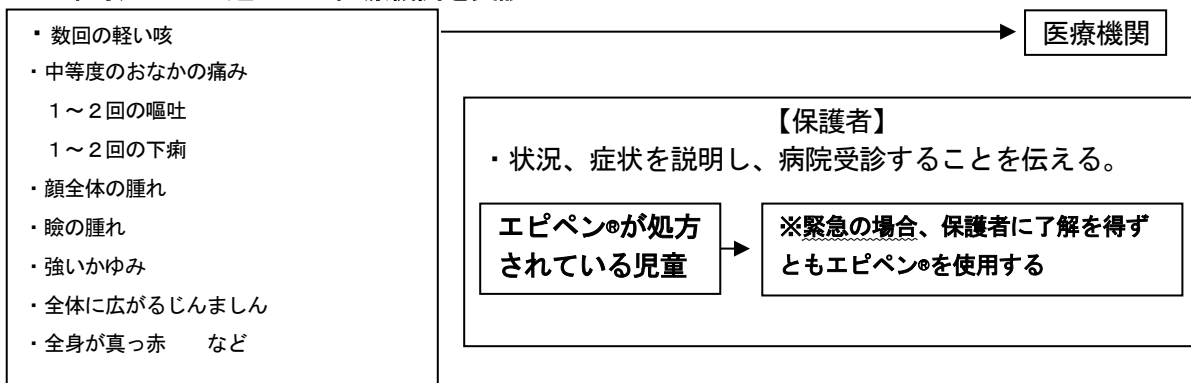 ・数回の軽い咳
・中等度のおなかの痛み
１～２回の嘔吐
１～２回の下痢
・顔全体の腫れ
・瞼の腫れ
・強いかゆみ
・全体に広がるじんましん
・全身が真っ赤　　など
医療機関
【保護者】
・状況、症状を説明し、病院受診することを伝える。
エピペン®が処方
されている児童
※緊急の場合、保護者に了解を得ず
ともエピペン®を使用する